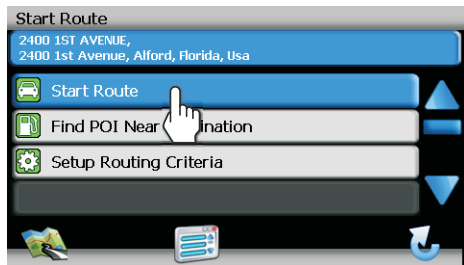 Start Route
2400 1ST AVENUE,
2400 1st Avenue, Alford, Florida, Usa
Start Route
Find POI Near ination
Setup Routing Criteria